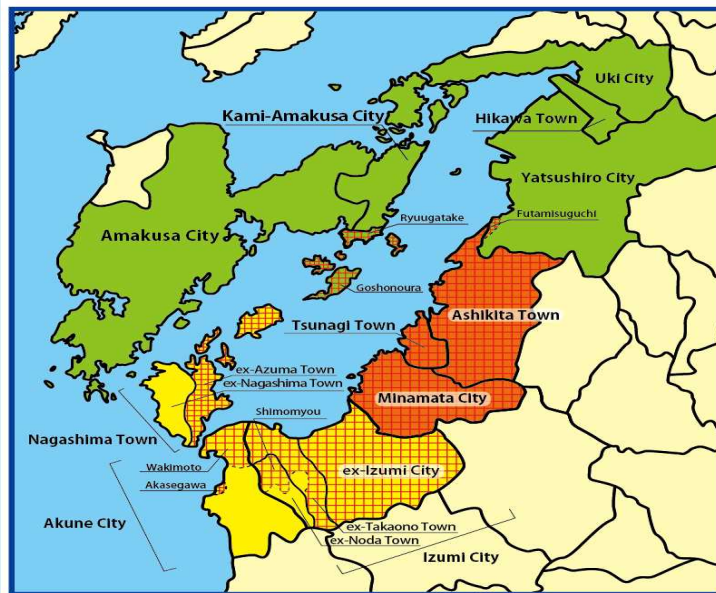 Uki City
Kami-Amakusa City
Hikawa Town
Yatsushiro City
Ryuugatake
Futamisuguchi
Amakusa City
Goshonoura
Tsunagi Town
Ashikita Town
ex-Azuma Town
ex-Nagashima Town
Minamata City
Shimomyou
Nagashima Town
Wakimoto
ex-Izumi City
Akasegawa
Akune City
ex-Takaono Town
ex-Noda Town
Izumi City